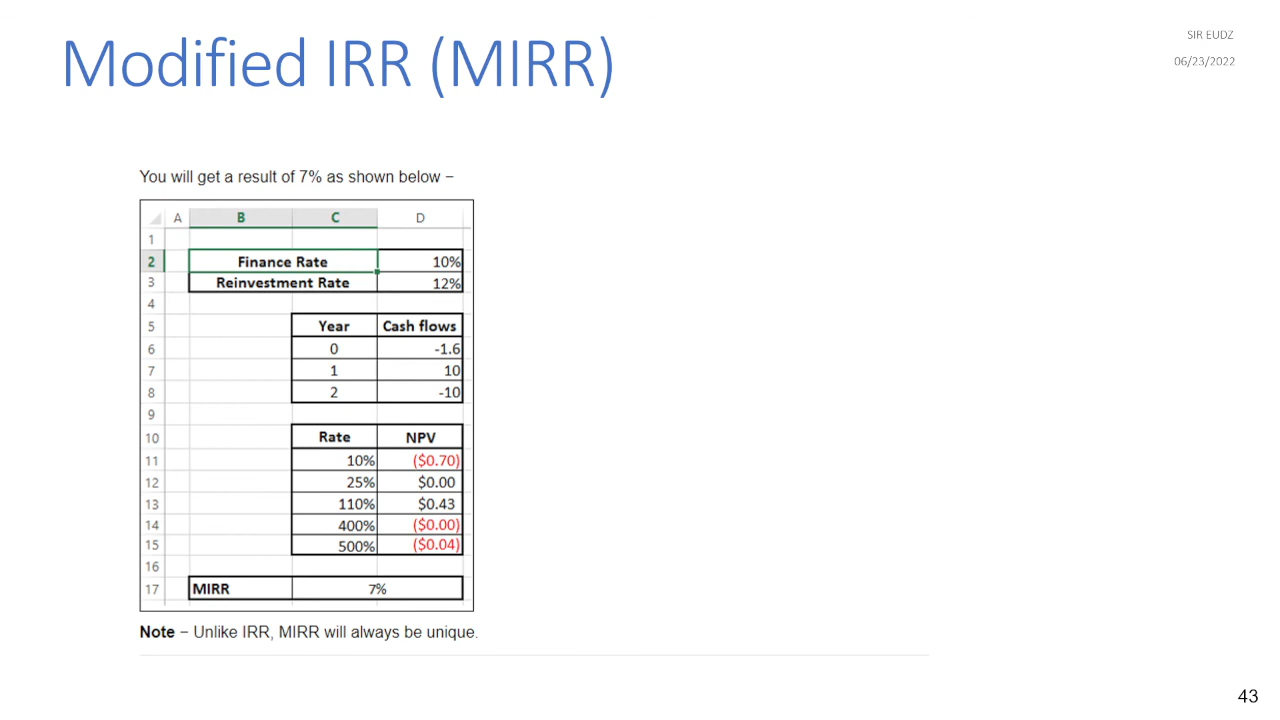 Modified IRR (MIRR)
SIR EUDZ
06/23/2022
You will get a result of 7% as shown below −
A B C D
1
2 Finance Rate 10%
3 Reinvestment Rate 12%
4
5 Year Cash flows
6 0 -1.6
7 1 10
8 2 -10
9
10 Rate NPV
11 10% ($0.70)
12 25% $0.00
13 110% $0.43
14 400% ($0.00)
15 500% ($0.04)
16
17 MIRR 7%
Note − Unlike IRR, MIRR will always be unique.
43